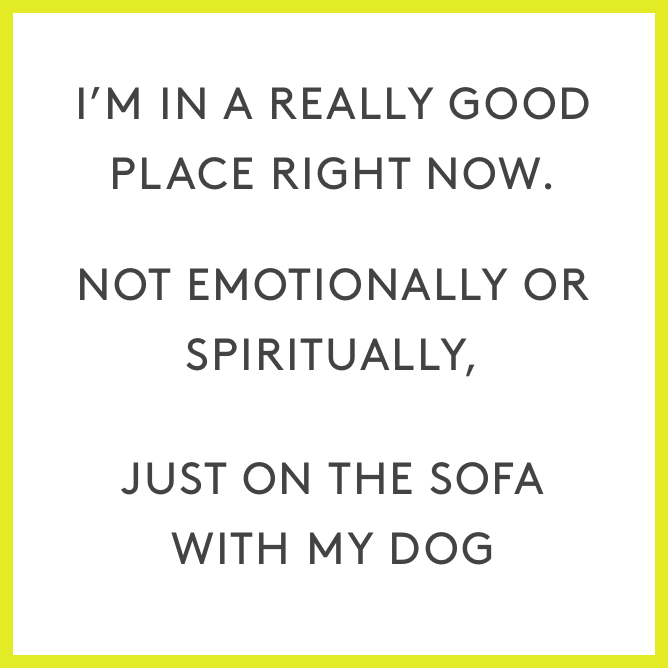 I'M IN A REALLY GOOD
PLACE RIGHT NOW.
NOT EMOTIONALLY OR
SPIRITUALLY,
JUST ON THE SOFA
WITH MY DOG